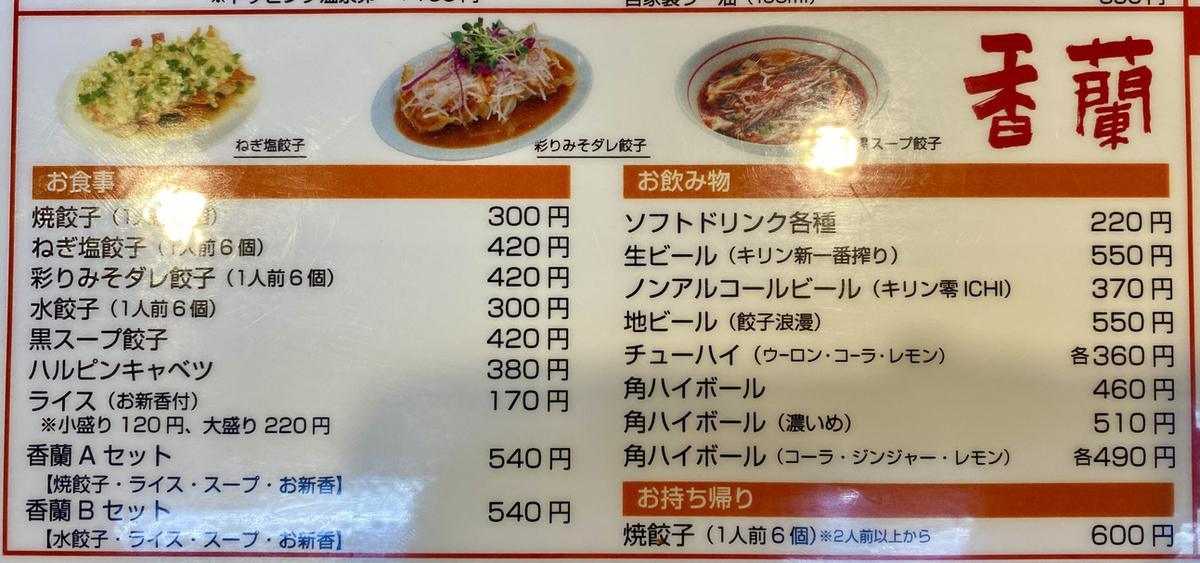 香蘭
ねぎ塩餃子
彩りみそダレ餃子
スープ餃子
お食事
焼餃子 300円
ねぎ塩餃子（1人前6個） 420円
彩りみそダレ餃子（1人前6個） 420円
水餃子（1人前6個） 300円
黒スープ餃子 420円
ハルピンキャベツ 380円
ライス（お新香付） 170円
※小盛り120円、大盛り220円
香蘭Aセット 540円
【焼餃子・ライス・スープ・お新香】
香蘭Bセット 540円
【水餃子・ライス・スープ・お新香】
お飲み物
ソフトドリンク各種 220円
生ビール（キリン新一番搾り） 550円
ノンアルコールビール（キリン零ICHI） 370円
地ビール（餃子浪漫） 550円
チューハイ（ウーロン・コーラ・レモン） 各360円
角ハイボール 460円
角ハイボール（濃いめ） 510円
角ハイボール（コーラ・ジンジャー・レモン） 各490円
お持ち帰り
焼餃子（1人前6個）※2人前以上から 600円